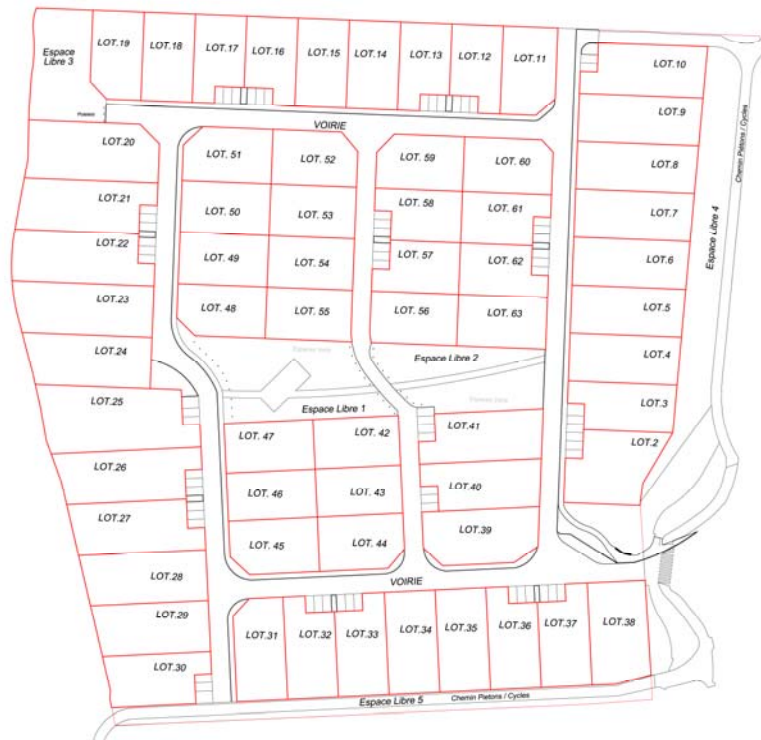 LOT.19
LOT.18
LOT.17
LOT.16
LOT.15
LOT.14
LOT.13
LOT.12
LOT.11
Espace
Libre 3
LOT.10
LOT.9
LOT.8
LOT.7
LOT.6
LOT.5
LOT.4
LOT.3
LOT.2
Espace Libre 4
Chemin Piétons / Cycles
VOIRIE
LOT.20
LOT.21
LOT.22
LOT.23
LOT.24
LOT.25
LOT.26
LOT.27
LOT.28
LOT.29
LOT.30
LOT. 51
LOT. 52
LOT. 50
LOT. 53
LOT. 49
LOT. 54
LOT. 48
LOT. 55
LOT. 59
LOT. 60
LOT. 58
LOT. 61
LOT. 57
LOT. 62
LOT. 56
LOT. 63
Espaces Verts
Espace Libre 2
Espace Libre 1
Espaces Verts
LOT. 47
LOT. 42
LOT.41
LOT. 46
LOT. 43
LOT.40
LOT. 45
LOT. 44
LOT.39
VOIRIE
LOT.31
LOT.32
LOT.33
LOT.34
LOT.35
LOT.36
LOT.37
LOT.38
Espace Libre 5
Chemin Pietons / Cycles